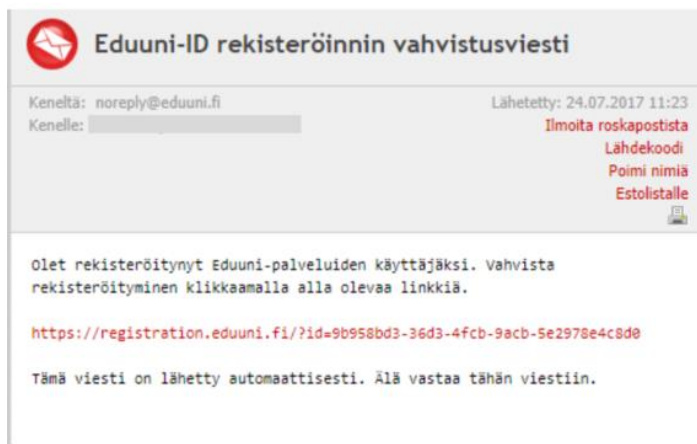 Eduuni-ID rekisteröinnin vahvistusviesti
Keneltä: noreply@eduuni.fi
Lähetetty: 24.07.2017 11:23
Kenelle:
Ilmoita roskapostista
Lähdekoodi
Poimi nimiä
Estolistalle
Olet rekisteröitynyt Eduuni-palveluiden käyttäjäksi. Vahvista
rekisteröityminen klikkaamalla alla olevaa linkkiä.
https://registration.eduuni.fi/?id=9b958bd3-36d3-4fcb-9acb-5e2978e4c8d0
Tämä viesti on lähetty automaattisesti. Älä vastaa tähän viestiin.